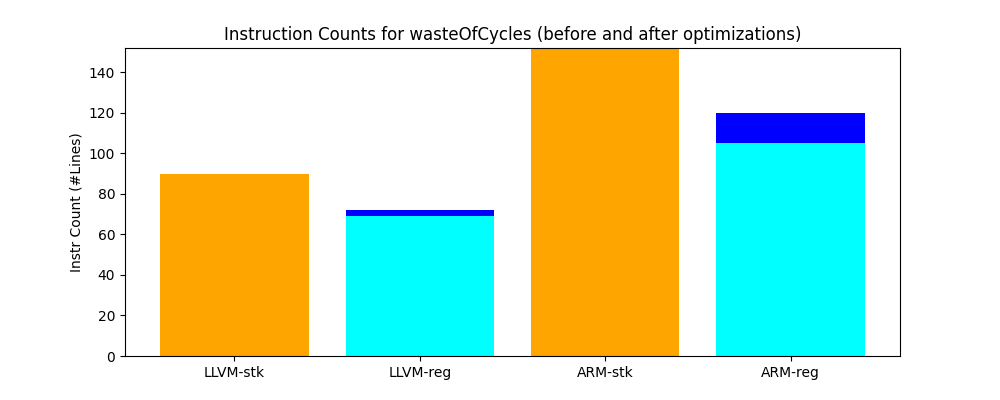 Instruction Counts for wasteOfCycles (before and after optimizations)
Instr Count (#Lines)
140
120
100
80
60
40
20
0
LLVM-stk LLVM-reg ARM-stk ARM-reg